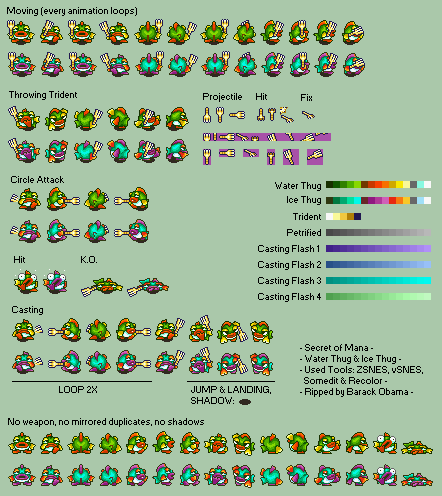 Moving (every animation loops)
Throwing Trident
Projectile Hit Fix
Circle Attack
Water Thug
Ice Thug
Trident
Petrified
Casting Flash 1
Casting Flash 2
Casting Flash 3
Casting Flash 4
Hit K.O.
Casting
LOOP 2X
JUMP & LANDING,
SHADOW:
- Secret of Mana -
- Water Thug & Ice Thug -
- Used Tools: ZSNES, vSNES,
Somedit & Recolor -
- Ripped by Barack Obama -
No weapon, no mirrored duplicates, no shadows